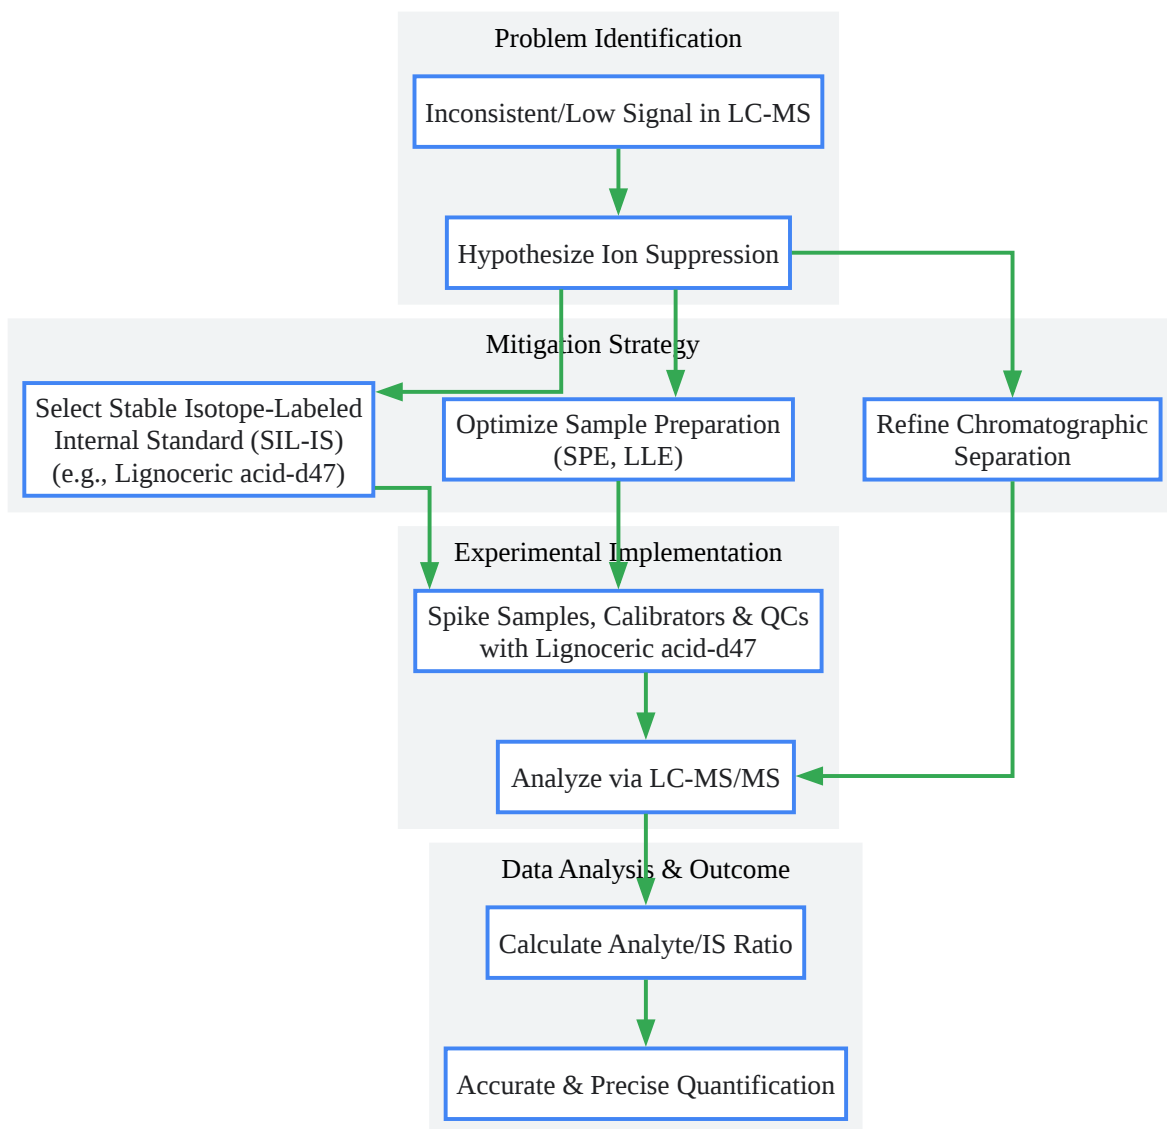 Problem Identification
Inconsistent/Low Signal in LC-MS
Hypothesize Ion Suppression
Mitigation Strategy
Select Stable Isotope-Labeled
Internal Standard (SIL-IS)
(e.g., Lignoceric acid-d47)
Optimize Sample Preparation
(SPE, LLE)
Refine Chromatographic
Separation
Experimental Implementation
Spike Samples, Calibrators & QCs
with Lignoceric acid-d47
Analyze via LC-MS/MS
Data Analysis & Outcome
Calculate Analyte/IS Ratio
Accurate & Precise Quantification